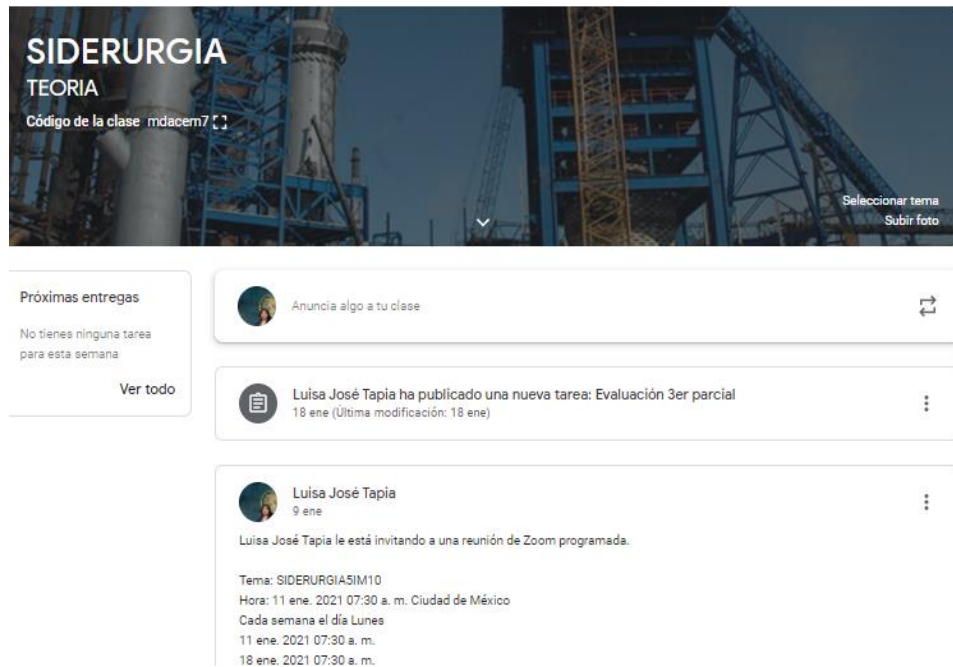 SIDERURGIA
TEORIA
Código de la clase mdacem7
Seleccionar tema
Subir foto
Próximas entregas
No tienes ninguna tarea
para esta semana
Ver todo
Anuncia algo a tu clase
Luisa José Tapia ha publicado una nueva tarea: Evaluación 3er parcial
18 ene (Última modificación: 18 ene)
Luisa José Tapia
9 ene
Luisa José Tapia le está invitando a una reunión de Zoom programada.
Tema: SIDERURGIA5IM10
Hora: 11 ene. 2021 07:30 a. m. Ciudad de México
Cada semana el día Lunes
11 ene. 2021 07:30 a. m.
18 ene. 2021 07:30 a. m.